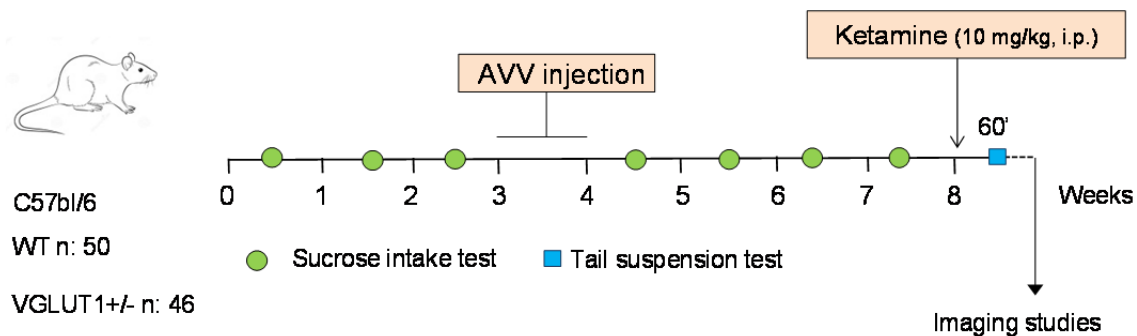 Ketamine (10 mg/kg, i.p.)
AVV injection
60'
0 1 2 3 4 5 6 7 8 Weeks
C57bl/6
WT n: 50
Sucrose intake test Tail suspension test
VGLUT1+/- n: 46
Imaging studies